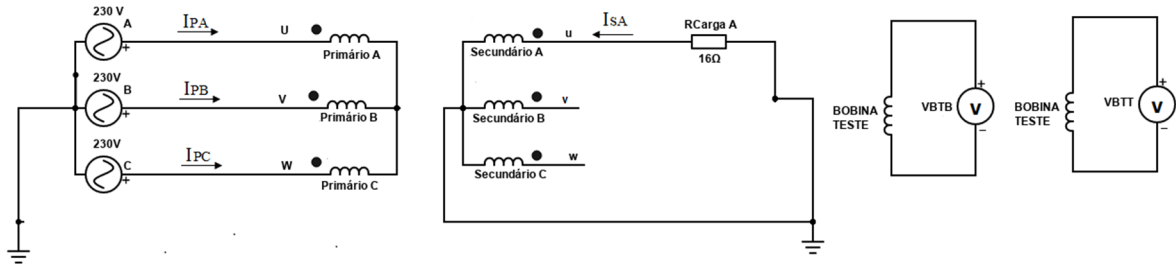 230 V
A
IPA
U
+
Primário A
230V
B
IPB
V
+
Primário B
230V
C
IPC
W
+
Primário C
Secundário A
u
ISA
RCarga A
16Ω
v
Secundário B
w
Secundário C
BOBINA
TESTE
VBTB
+
V
−
BOBINA
TESTE
VBTT
+
V
−